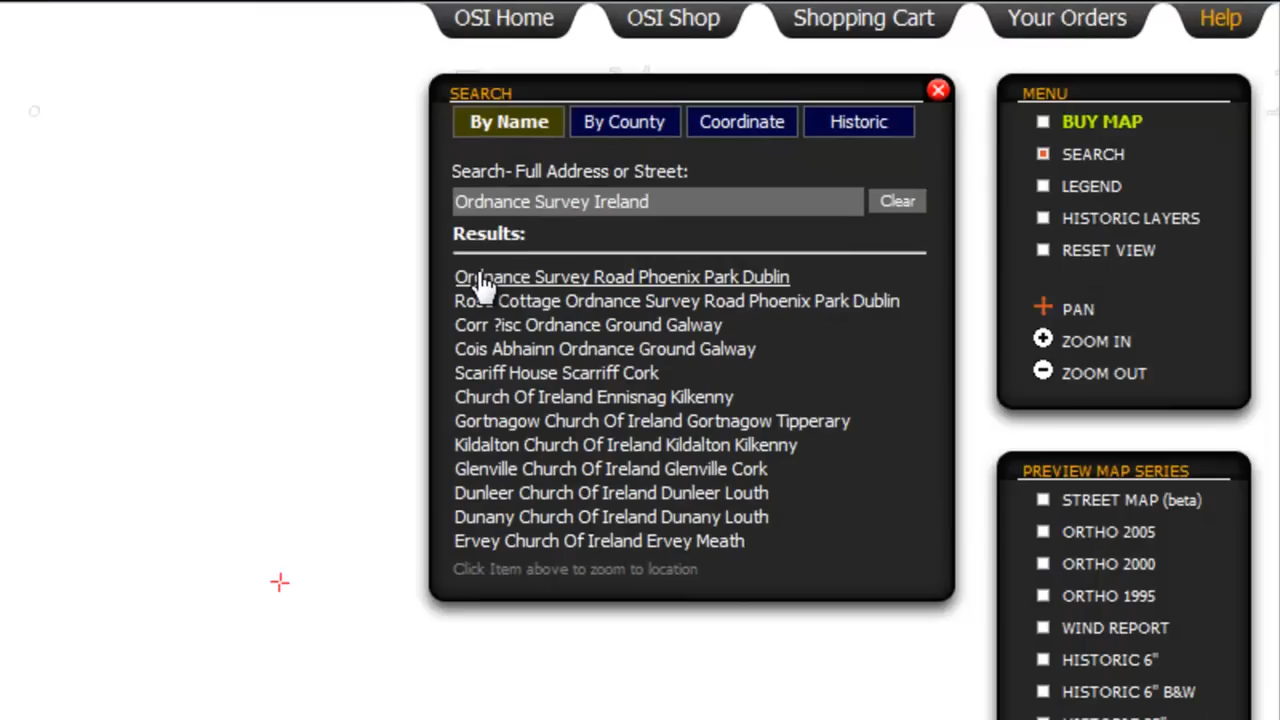 OSI Home
OSI Shop
Shopping Cart
Your Orders
Help
SEARCH
By Name
By County
Coordinate
Historic
Search- Full Address or Street:
Ordnance Survey Ireland
Clear
Results:
Ordnance Survey Road Phoenix Park Dublin
Cottage Ordnance Survey Road Phoenix Park Dublin
Corr ?isc Ordnance Ground Galway
Cois Abhainn Ordnance Ground Galway
Scariff House Scarriff Cork
Church Of Ireland Ennisnag Kilkenny
Gortnagow Church Of Ireland Gortnagow Tipperary
Kildalton Church Of Ireland Kildalton Kilkenny
Glenville Church Of Ireland Glenville Cork
Dunleer Church Of Ireland Dunleer Louth
Dunany Church Of Ireland Dunany Louth
Ervey Church Of Ireland Ervey Meath
Click Item above to zoom to location
MENU
BUY MAP
SEARCH
LEGEND
HISTORIC LAYERS
RESET VIEW
PAN
ZOOM IN
ZOOM OUT
PREVIEW MAP SERIES
STREET MAP (beta)
ORTHO 2005
ORTHO 2000
ORTHO 1995
WIND REPORT
HISTORIC 6"
HISTORIC 6" B&W